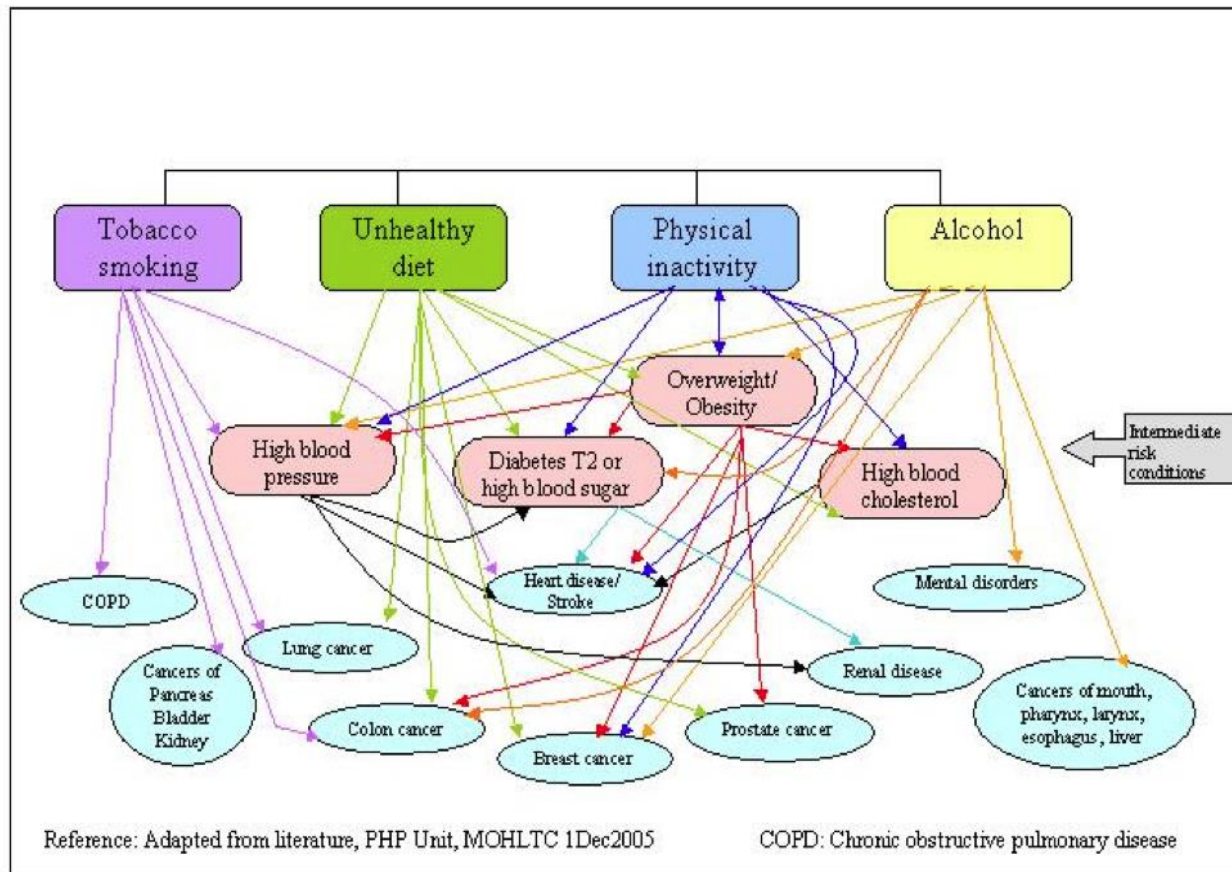 Tobacco
smoking
Unhealthy
diet
Physical
inactivity
Alcohol
Overweight/
Obesity
High blood
pressure
Diabetes T2 or
high blood sugar
High blood
cholesterol
Intermediate
risk
conditions
COPD
Heart disease/
Stroke
Mental disorders
Lung cancer
Renal disease
Cancers of
Pancreas
Bladder
Kidney
Cancers of mouth,
pharynx, larynx,
esophagus, liver
Colon cancer
Prostate cancer
Breast cancer
Reference: Adapted from literature, PHP Unit, MOHLTC 1Dec2005
COPD: Chronic obstructive pulmonary disease